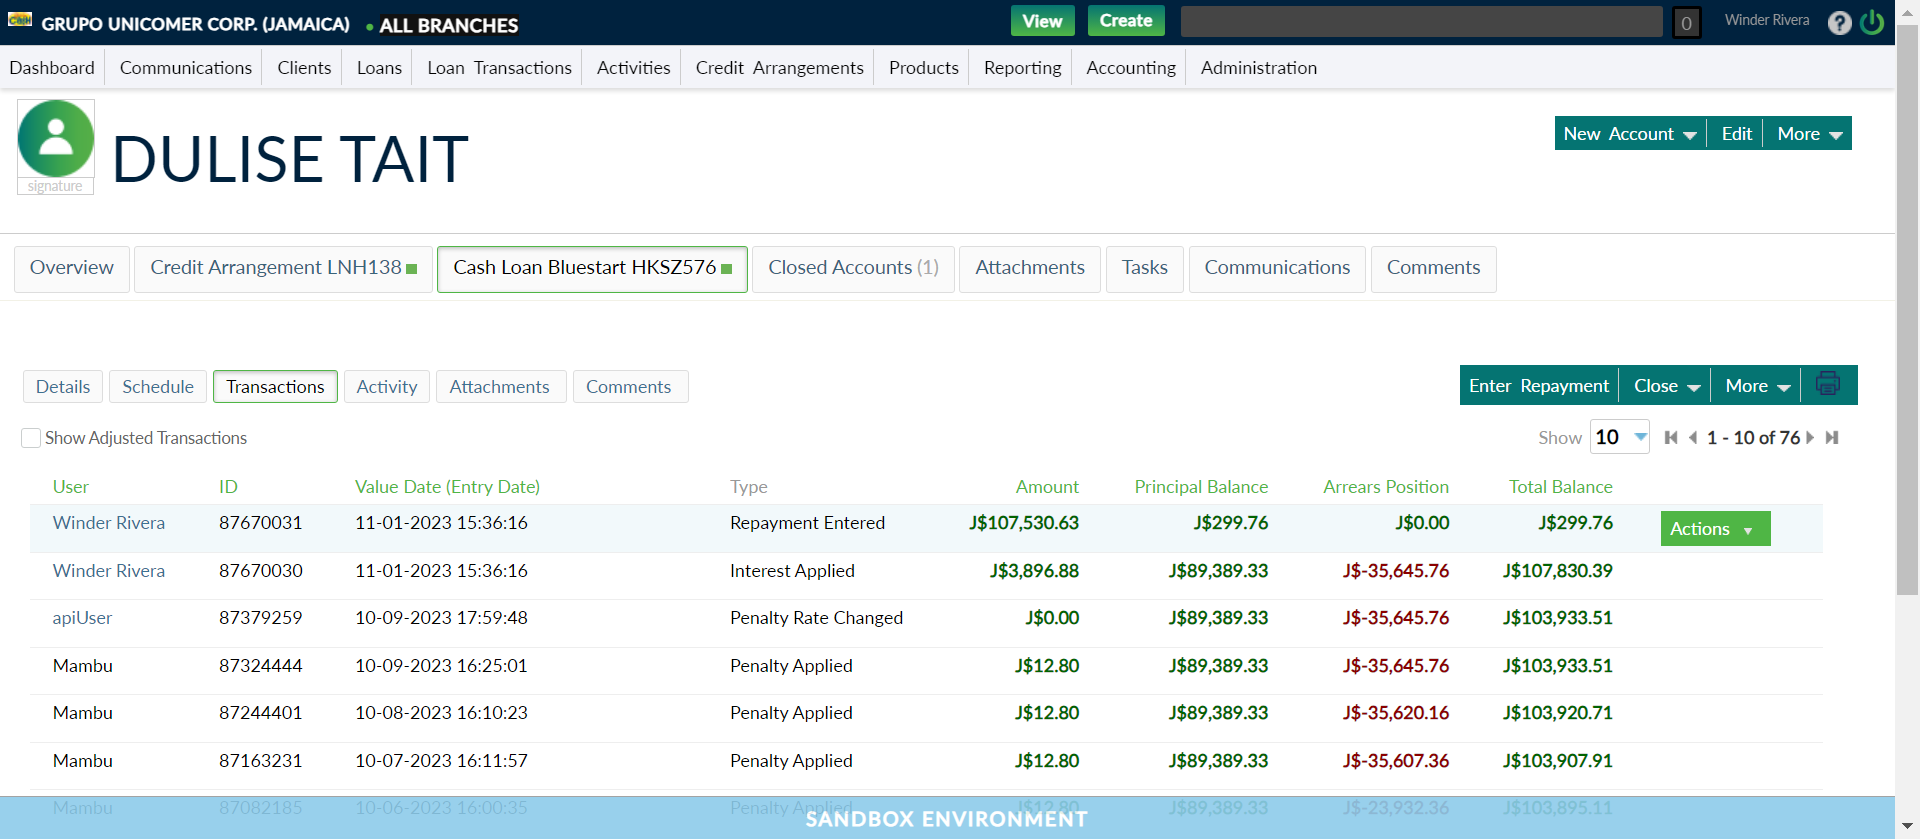 GRUPO UNICOMER CORP. (JAMAICA) • ALL BRANCHES View Create 0 Winder Rivera ?
Dashboard Communications Clients Loans Loan Transactions Activities Credit Arrangements Products Reporting Accounting Administration
signature
DULISE TAIT
New Account Edit More
Overview Credit Arrangement LNH138 Cash Loan Bluestart HKSZ576 Closed Accounts (1) Attachments Tasks Communications Comments
Details Schedule Transactions Activity Attachments Comments Enter Repayment Close More
Show Adjusted Transactions Show 10 1 - 10 of 76
User ID Value Date (Entry Date) Type Amount Principal Balance Arrears Position Total Balance
Winder Rivera 87670031 11-01-2023 15:36:16 Repayment Entered J$107,530.63 J$299.76 J$0.00 J$299.76 Actions
Winder Rivera 87670030 11-01-2023 15:36:16 Interest Applied J$3,896.88 J$89,389.33 J$-35,645.76 J$107,830.39
apiUser 87379259 10-09-2023 17:59:48 Penalty Rate Changed J$0.00 J$89,389.33 J$-35,645.76 J$103,933.51
Mambu 87324444 10-09-2023 16:25:01 Penalty Applied J$12.80 J$89,389.33 J$-35,645.76 J$103,933.51
Mambu 87244401 10-08-2023 16:10:23 Penalty Applied J$12.80 J$89,389.33 J$-35,620.16 J$103,920.71
Mambu 87163231 10-07-2023 16:11:57 Penalty Applied J$12.80 J$89,389.33 J$-35,607.36 J$103,907.91
Mambu 87082185 10-06-2023 16:00:35 Penalty Applied J$12.80 J$89,389.33 J$-23,932.36 J$103,895.11
SANDBOX ENVIRONMENT